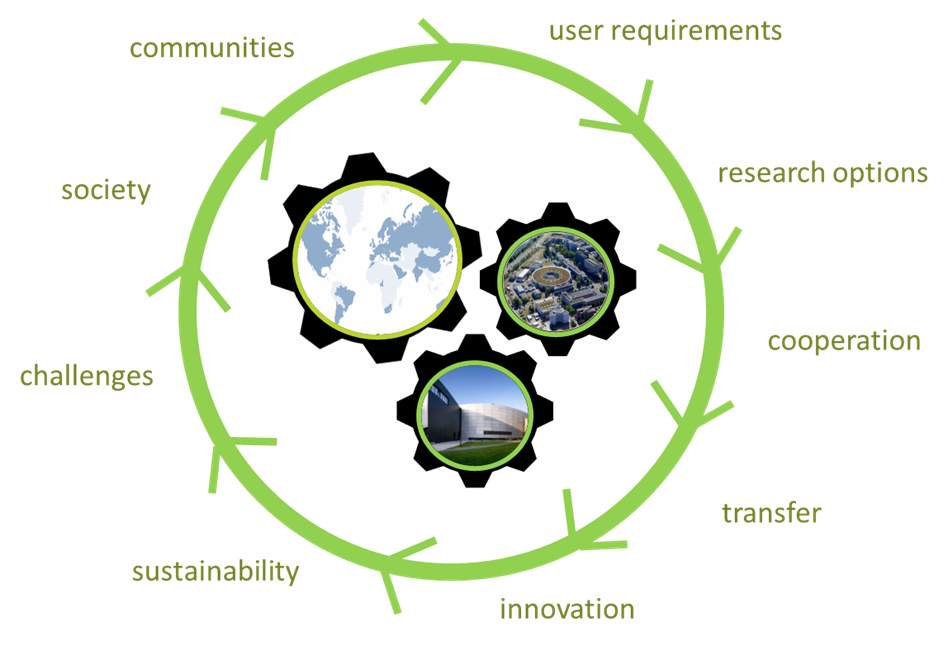 communities
user requirements
research options
society
cooperation
challenges
transfer
sustainability
innovation